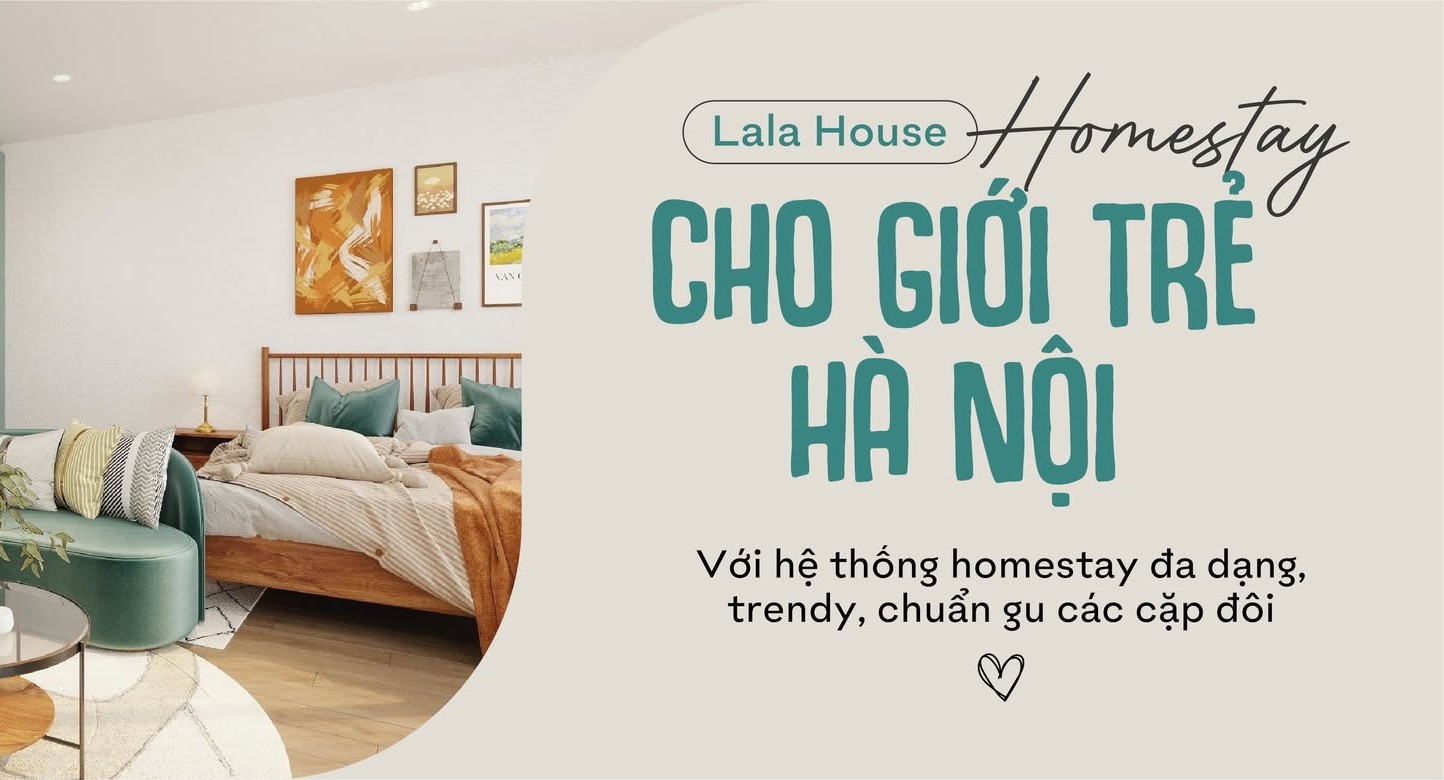 Lala House Homestay
CHO GIỚI TRẺ
HÀ NỘI
Với hệ thống homestay đa dạng,
trendy, chuẩn gu các cặp đôi